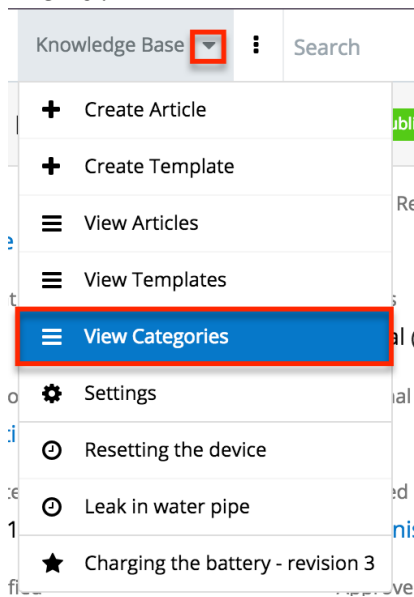 Knowledge Base
Search
Create Article
Create Template
View Articles
View Templates
View Categories
Settings
Resetting the device
Leak in water pipe
Charging the battery - revision 3